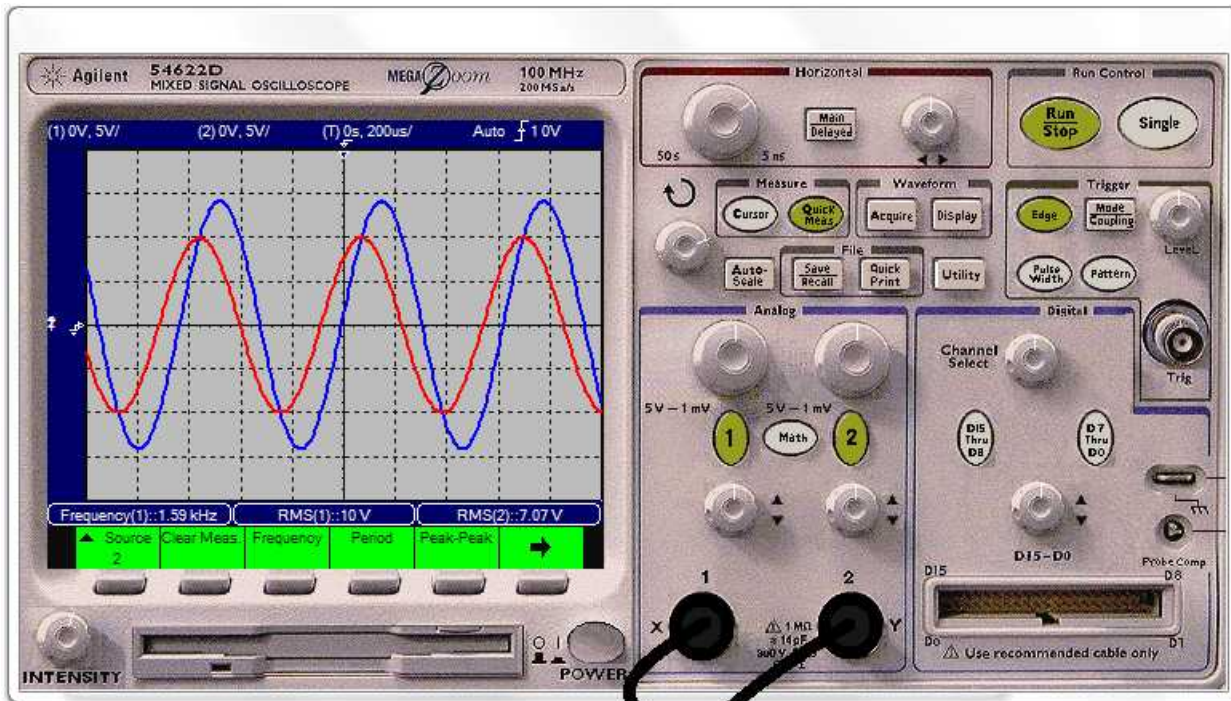 Agilent 54622D MEGA Zoom 100 MHz
MIXED SIGNAL OSCILLOSCOPE 200 MSa/s
(1) 0V, 5V/ (2) 0V, 5V/ (T) 0s, 200us/ Auto 1 0V
Frequency(1)::1.59 kHz RMS(1)::10 V RMS(2)::7.07 V
Source Clear Meas. Frequency Period Peak-Peak
2
INTENSITY
POWER
Horizontal
Main
Delayed
50 s 5 ns
Run Control
Run
Stop
Single
Measure
Cursor
Quick
Meas
Waveform
Acquire
Display
Trigger
Edge
Mode
Coupling
Level
Auto-
Scale
File
Save
Recall
Quick
Print
Utility
Pulse
Width
Pattern
Trig
Analog
5 V – 1 mV 5 V – 1 mV
1
Math
2
1 2
X Y
1 MΩ
Digital
Channel
Select
D15
Thru
D8
D7
Thru
D0
D15-D0
Probe Comp
D15 D8
D0
Use recommended cable only